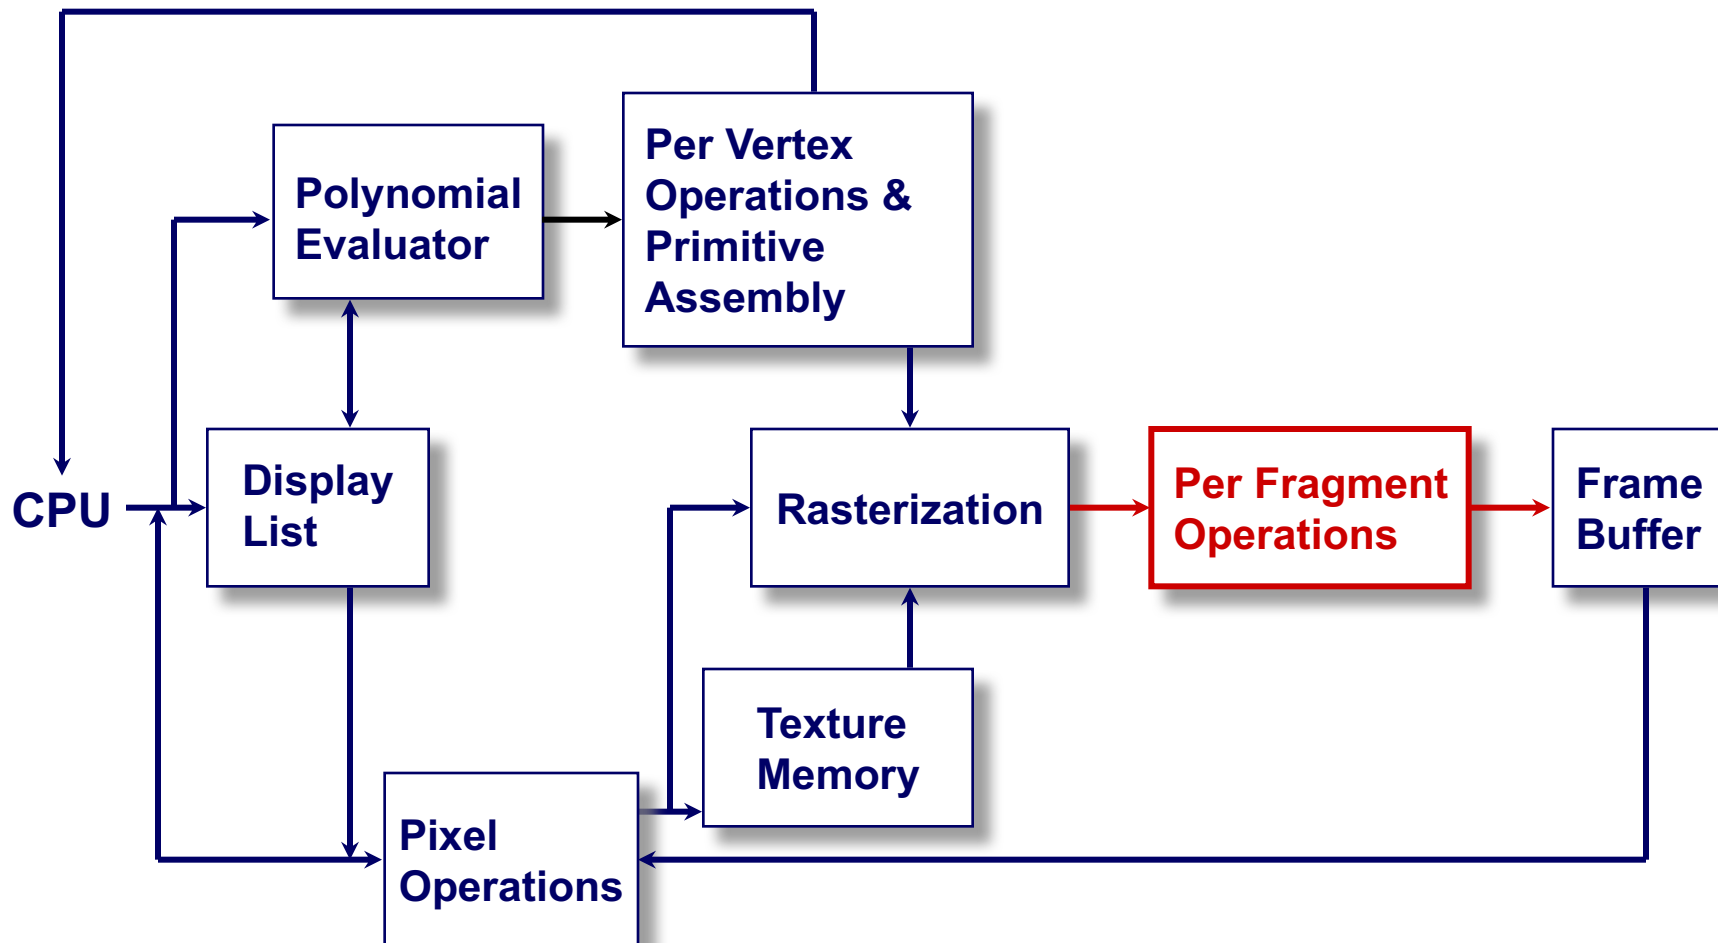 Per Vertex
Operations &
Primitive
Assembly
Polynomial
Evaluator
CPU
Display
List
Rasterization
Per Fragment
Operations
Frame
Buffer
Texture
Memory
Pixel
Operations